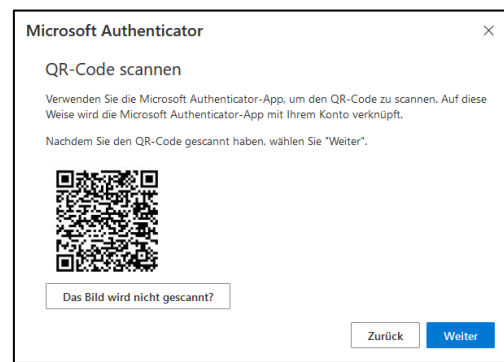 Microsoft Authenticator
QR-Code scannen
Verwenden Sie die Microsoft Authenticator-App, um den QR-Code zu scannen. Auf diese
Weise wird die Microsoft Authenticator-App mit Ihrem Konto verknüpft.
Nachdem Sie den QR-Code gescannt haben, wählen Sie "Weiter".
Das Bild wird nicht gescannt?
Zurück Weiter